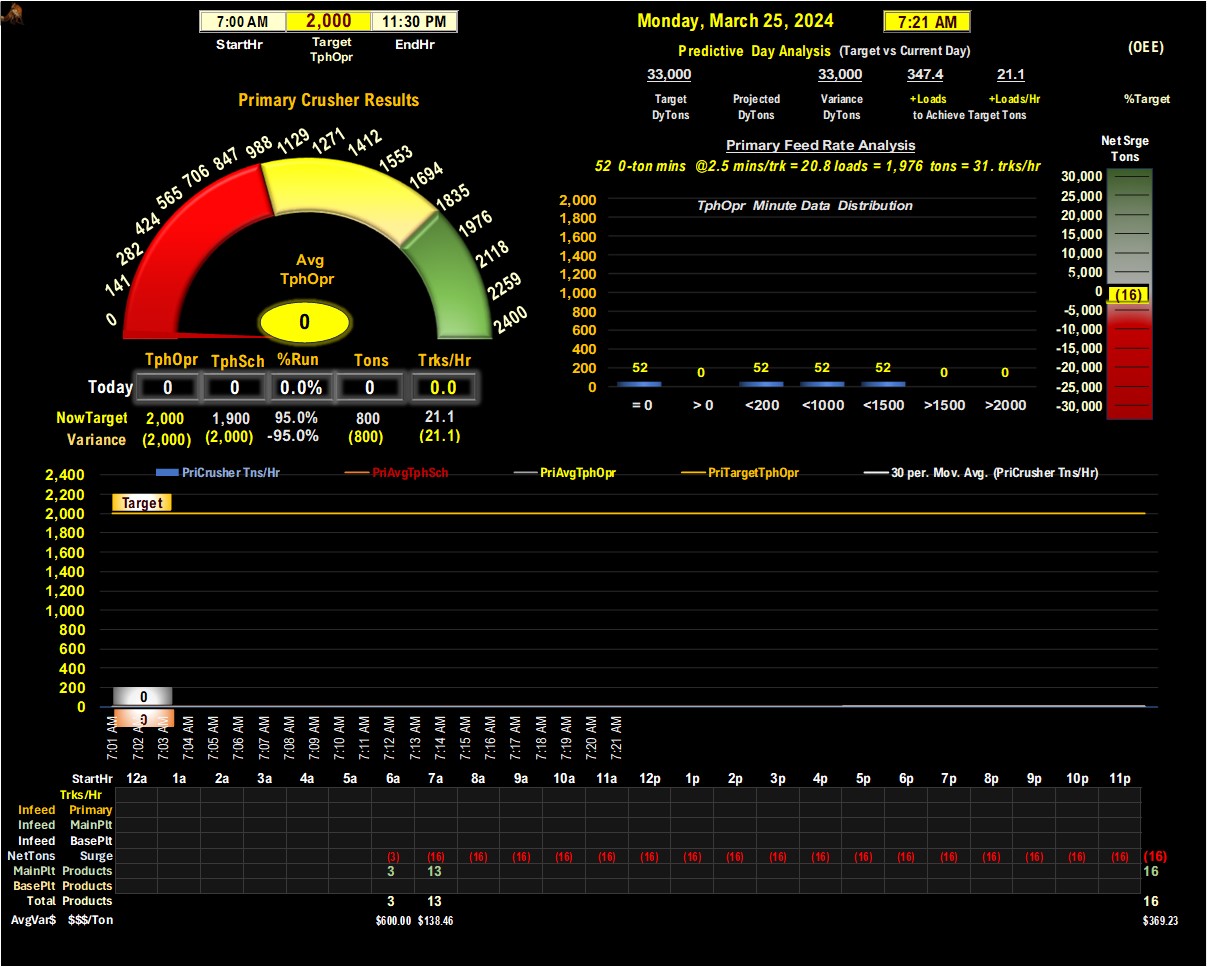 7:00 AM 2,000 11:30 PM
StartHr Target TphOpr EndHr
Monday, March 25, 2024 7:21 AM
Predictive Day Analysis (Target vs Current Day)
(OEE)
33,000 33,000 347.4 21.1
Target Projected Variance +Loads +Loads/Hr %Target
DyTons DyTons DyTons to Achieve Target Tons
Primary Crusher Results
0 141 282 424 565 706 847 988 1129 1271 1412 1553 1694 1835 1976 2118 2259 2400
Avg
TphOpr
0
TphOpr TphSch %Run Tons Trks/Hr
Today 0 0 0.0% 0 0.0
NowTarget 2,000 1,900 95.0% 800 21.1
Variance (2,000) (2,000) -95.0% (800) (21.1)
Primary Feed Rate Analysis
52 0-ton mins @2.5 mins/trk = 20.8 loads = 1,976 tons = 31. trks/hr
TphOpr Minute Data Distribution
2,000
1,800
1,600
1,400
1,200
1,000
800
600
400
200
0
52 0 52 52 52 0 0
= 0 > 0 <200 <1000 <1500 >1500 >2000
Net Srge
Tons
30,000
25,000
20,000
15,000
10,000
5,000
0
(16)
-5,000
-10,000
-15,000
-20,000
-25,000
-30,000
PriCrusher Tns/Hr PriAvgTphSch PriAvgTphOpr PriTargetTphOpr 30 per. Mov. Avg. (PriCrusher Tns/Hr)
2,400
2,200
2,000
1,800
1,600
1,400
1,200
1,000
800
600
400
200
0
Target
0
0
7:01 AM 7:02 AM 7:03 AM 7:04 AM 7:05 AM 7:06 AM 7:07 AM 7:08 AM 7:09 AM 7:10 AM 7:11 AM 7:12 AM 7:13 AM 7:14 AM 7:15 AM 7:16 AM 7:17 AM 7:18 AM 7:19 AM 7:20 AM 7:21 AM
StartHr 12a 1a 2a 3a 4a 5a 6a 7a 8a 9a 10a 11a 12p 1p 2p 3p 4p 5p 6p 7p 8p 9p 10p 11p
Trks/Hr
Infeed Primary
Infeed MainPlt
Infeed BasePlt
NetTons Surge (3) (16) (16) (16) (16) (16) (16) (16) (16) (16) (16) (16) (16) (16) (16) (16) (16) (16) (16)
MainPlt Products 3 13 16
BasePlt Products
Total Products 3 13 16
AvgVar$ $$$/Ton $600.00 $138.46 $369.23